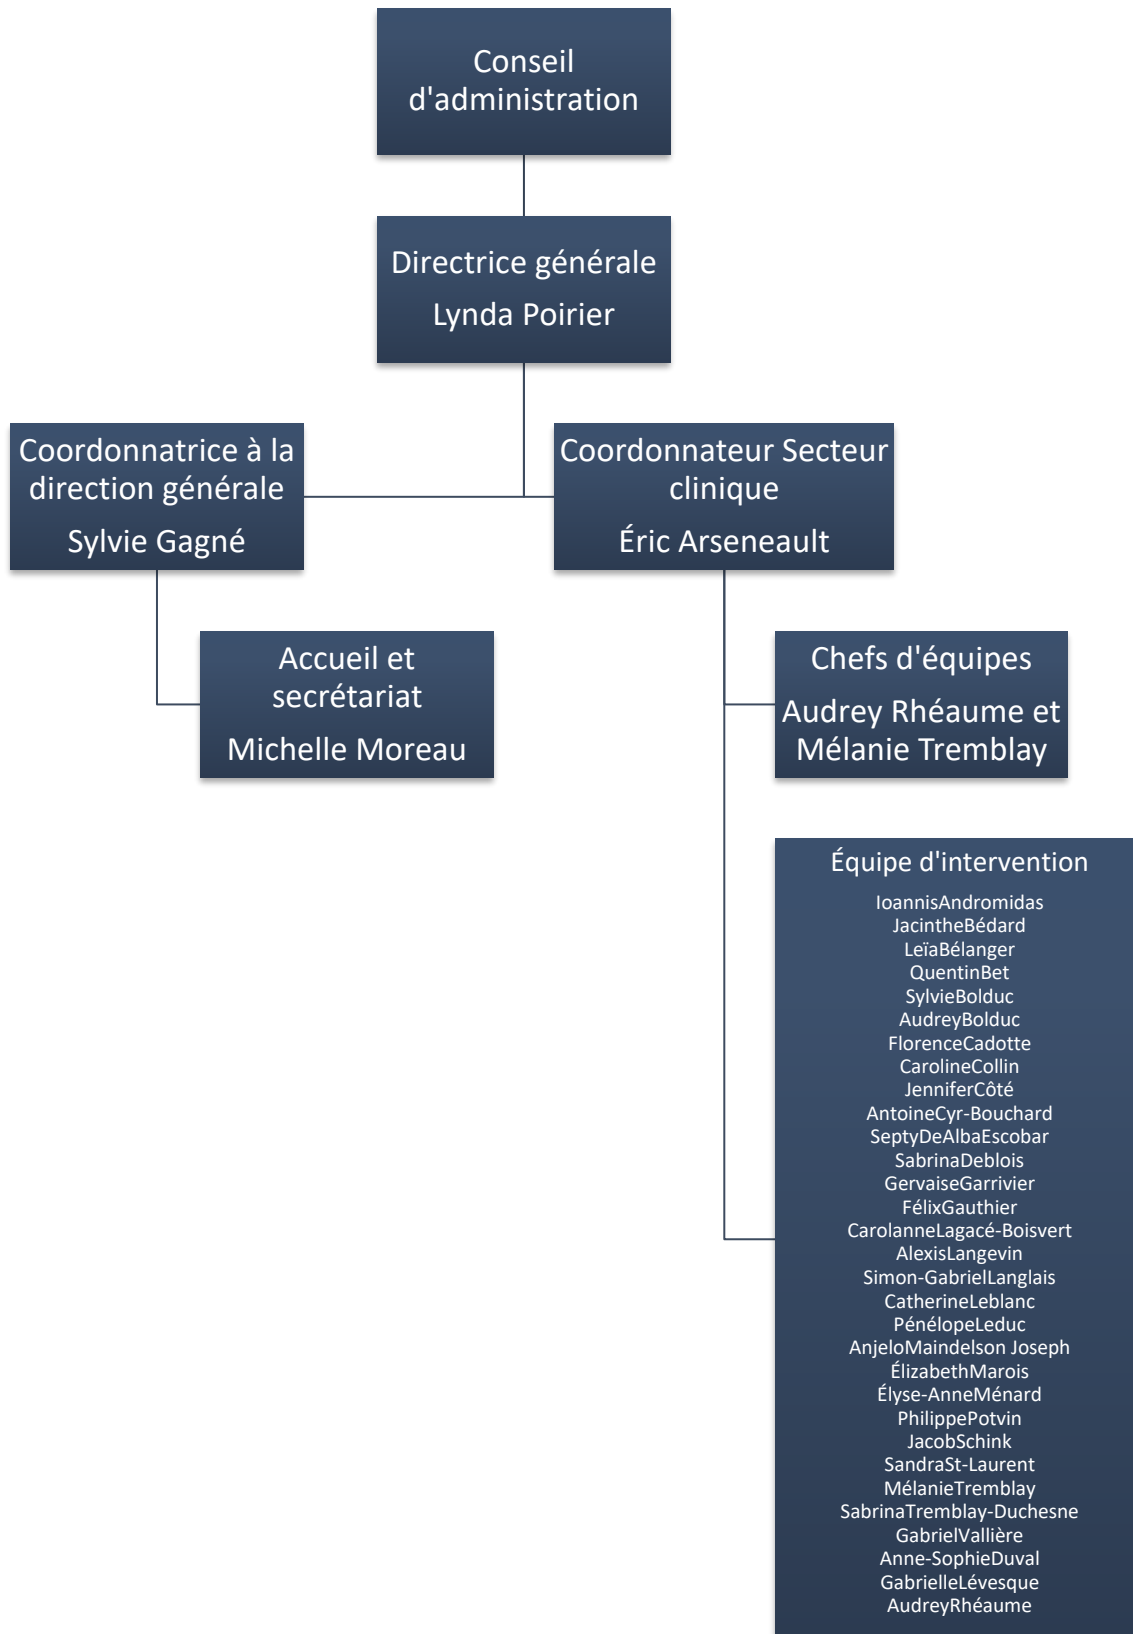 Conseil
d'administration
Directrice générale
Lynda Poirier
Coordonnatrice à la
direction générale
Sylvie Gagné
Coordonnateur Secteur
clinique
Éric Arseneault
Accueil et
secrétariat
Michelle Moreau
Chefs d'équipes
Audrey Rhéaume et
Mélanie Tremblay
Équipe d'intervention
IoannisAndromidas
JacintheBédard
LeïaBélanger
QuentinBet
SylvieBolduc
AudreyBolduc
FlorenceCadotte
CarolineCollin
JenniferCôté
AntoineCyr-Bouchard
SeptyDeAlbaEscobar
SabrinaDeblois
GervaiseGarrivier
FélixGauthier
CarolanneLagacé-Boisvert
AlexisLangevin
Simon-GabrielLanglais
CatherineLeblanc
PénélopeLeduc
AnjeloMaindelson Joseph
ÉlizabethMarois
Élyse-AnneMénard
PhilippePotvin
JacobSchink
SandraSt-Laurent
MélanieTremblay
SabrinaTremblay-Duchesne
GabrielVallière
Anne-SophieDuval
GabrielleLévesque
AudreyRhéaume